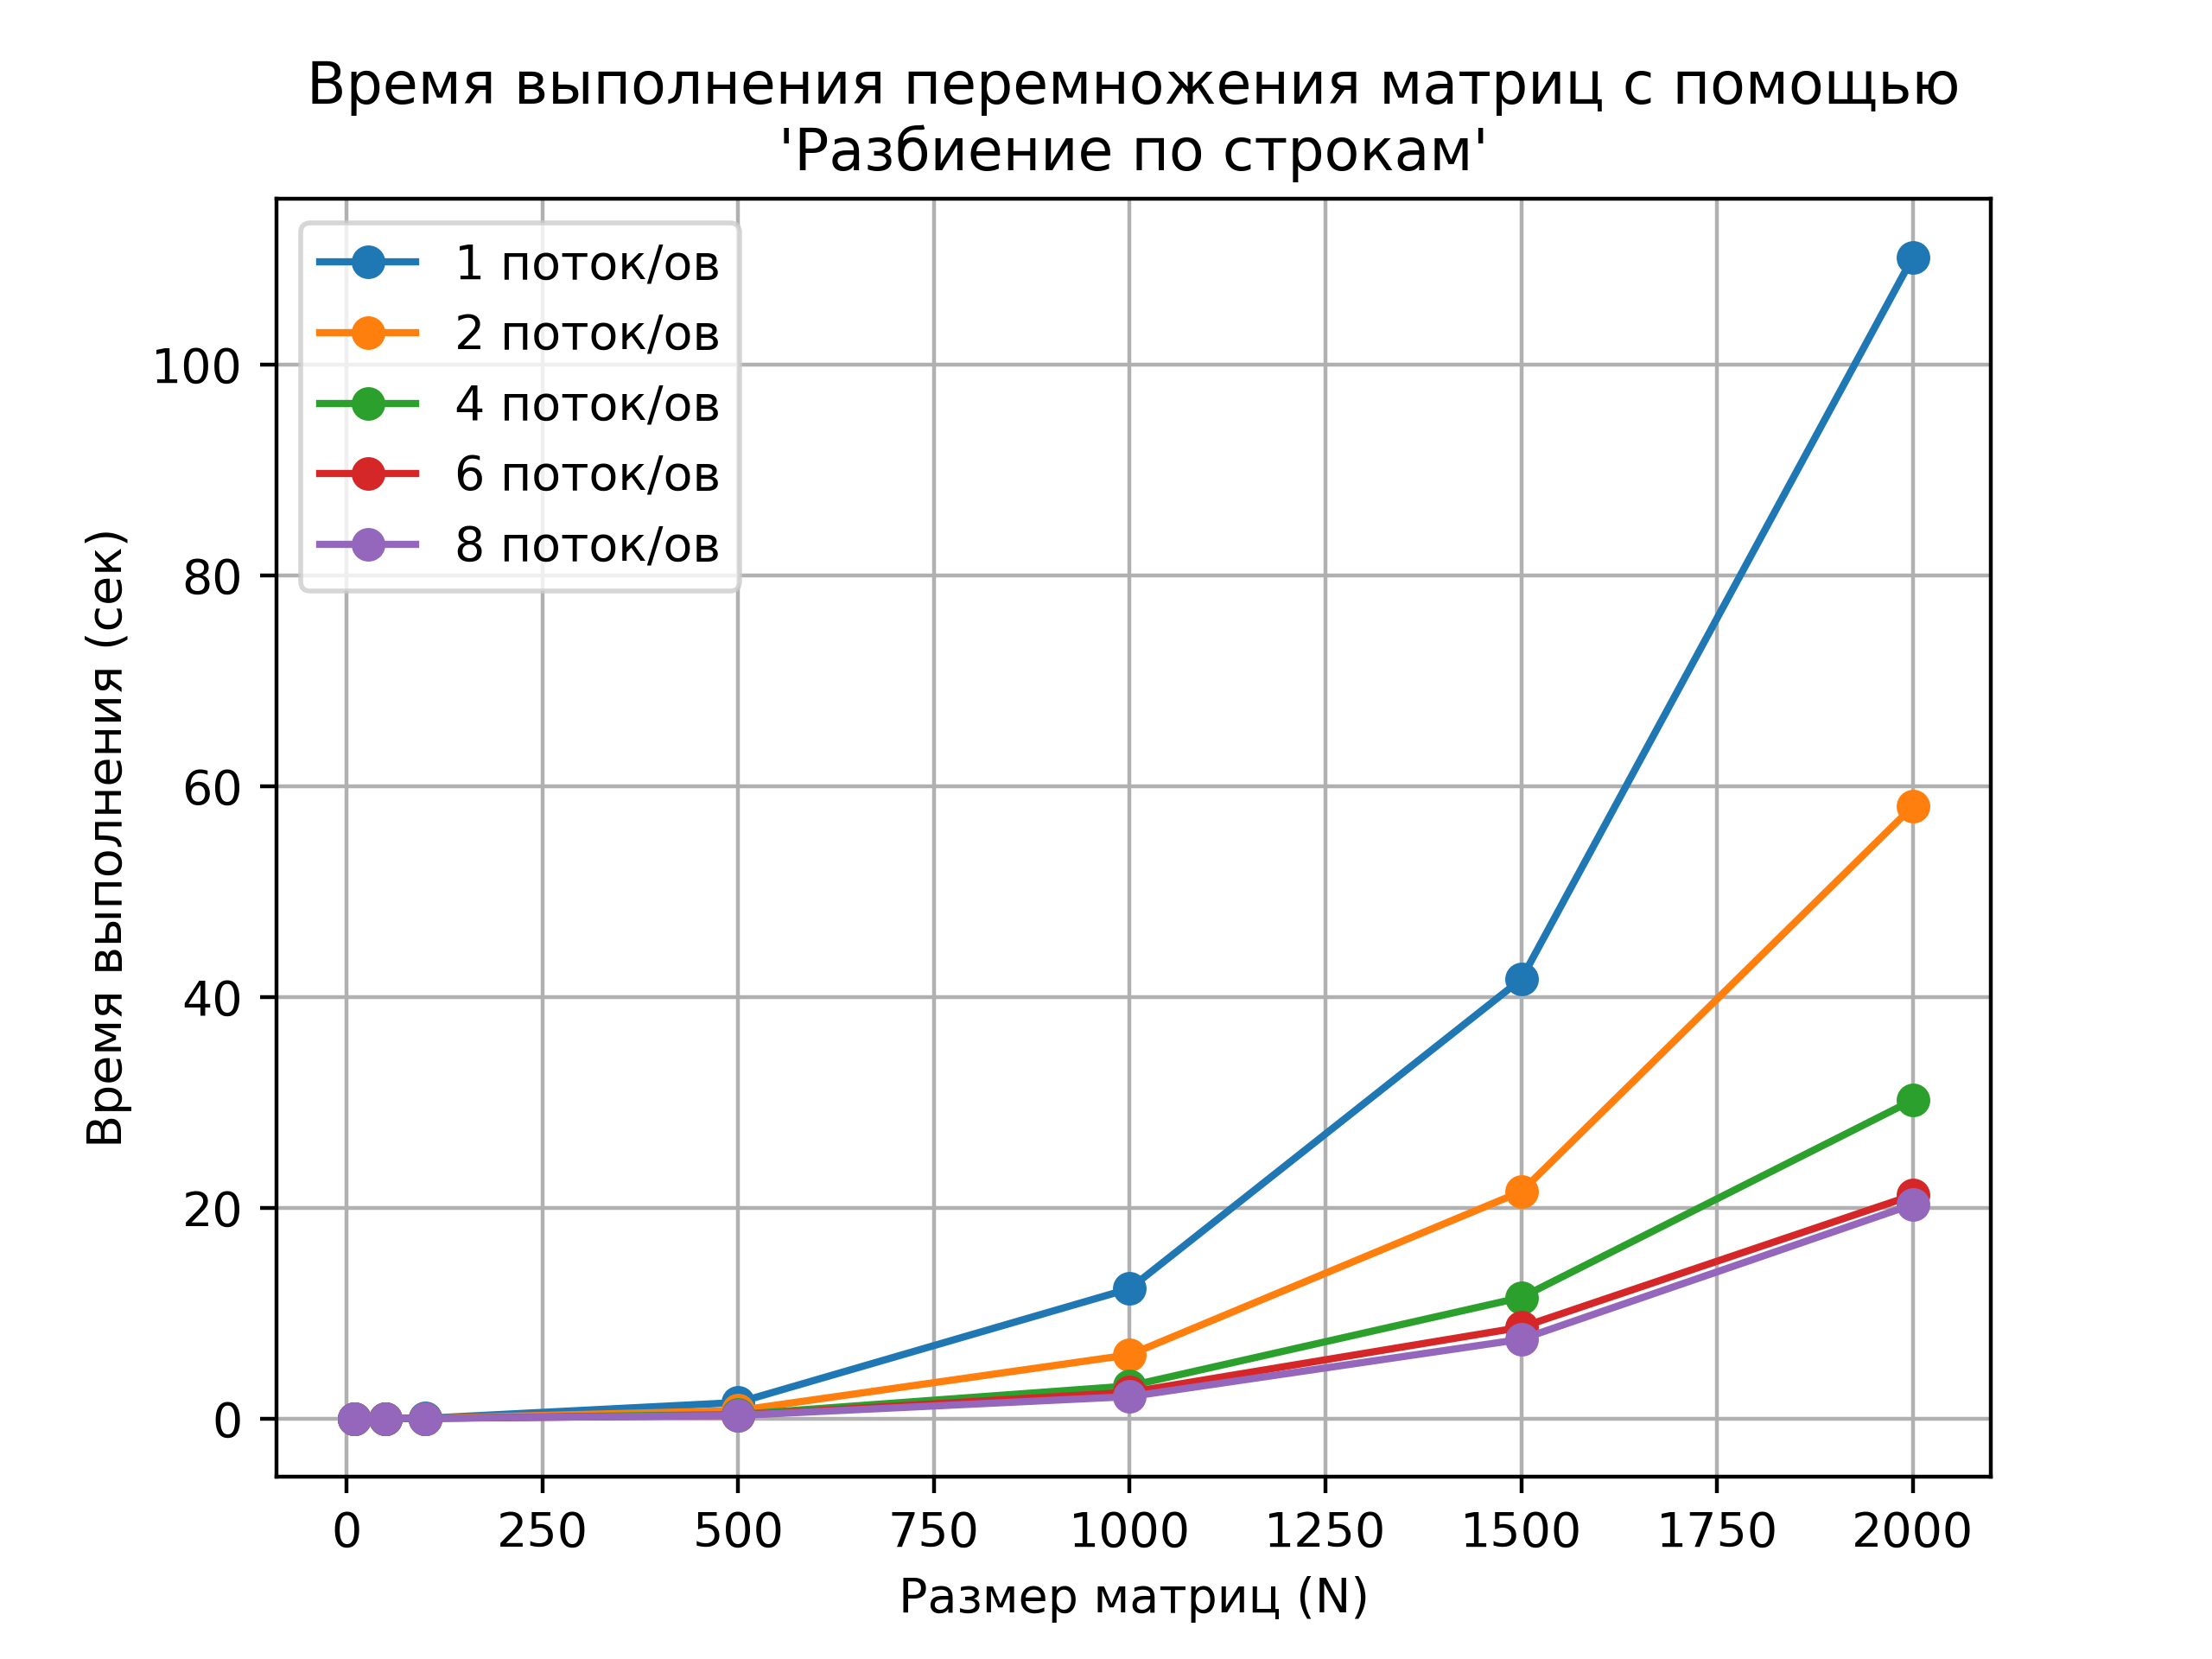 Время выполнения перемножения матриц с помощью
'Разбиение по строкам'
1 поток/ов
2 поток/ов
4 поток/ов
6 поток/ов
8 поток/ов
Время выполнения (сек)
100
80
60
40
20
0
0 250 500 750 1000 1250 1500 1750 2000
Размер матриц (N)